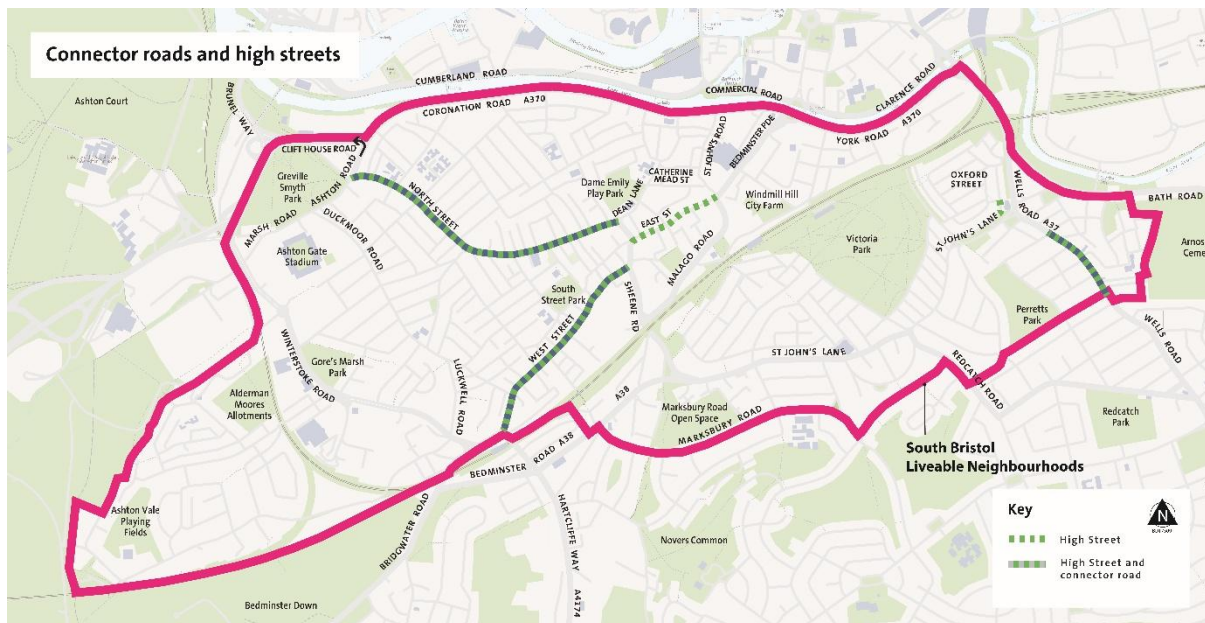 Connector roads and high streets
Ashton Court
BRUNEL WAY
CUMBERLAND ROAD
CORONATION ROAD A370
COMMERCIAL ROAD
CLARENCE ROAD
YORK ROAD A370
CLIFT HOUSE ROAD
Greville
Smyth
Park
MARSH ROAD
ASHTON ROAD
NORTH STREET
DUCKMOOR ROAD
Ashton Gate
Stadium
Dame Emily
Play Park
DEAN LANE
CATHERINE
MEAD ST
ST JOHN'S ROAD
BEDMINSTER PDE
EAST ST
MALAGO ROAD
Windmill Hill
City Farm
Victoria
Park
OXFORD
STREET
ST JOHN'S LANE
WELLS ROAD A37
BATH ROAD
Arnos
Ceme
South
Street Park
WEST STREET
SHEENE RD
Perretts
Park
WELLS ROAD
WINTERSTOKE ROAD
Gore's Marsh
Park
LUCKWELL ROAD
ST JOHN'S LANE
REDCATCH ROAD
Alderman
Moores
Allotments
A38
Marksbury Road
Open Space
MARKSBURY ROAD
Redcatch
Park
South Bristol
Liveable Neighbourhoods
BEDMINSTER ROAD A38
BRIDGWATER ROAD
HARTCLIFFE WAY
A4174
Ashton Vale
Playing
Fields
Novers Common
Bedminster Down
Key
N
High Street
High Street and
connector road